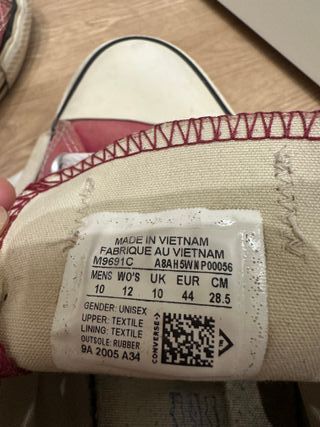 MADE IN VIETNAM
FABRIQUE AU VIETNAM
M9691C A8AH5WN P00056
MENS WO'S UK EUR CM
10 12 10 44 28.5
GENDER: UNISEX
UPPER: TEXTILE
LINING: TEXTILE
OUTSOLE: RUBBER
9A 2005 A34
CONVERSE